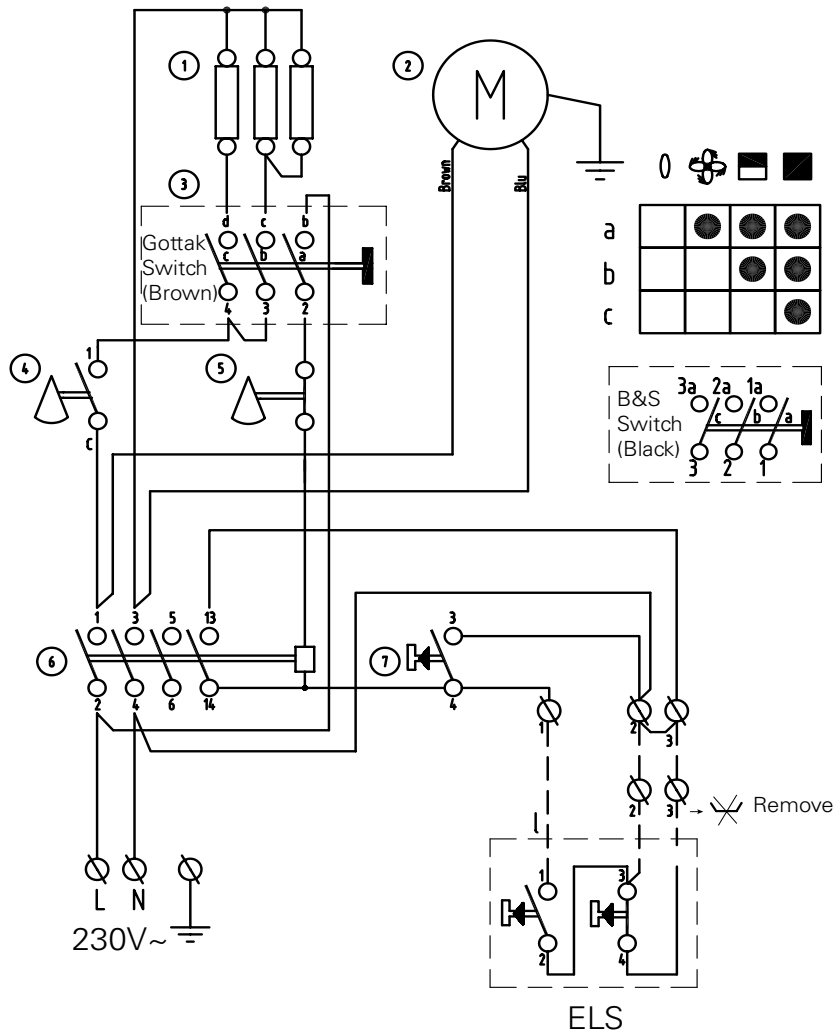 1
2
M
3
Brown
Blu
d c b
Gottak
Switch
(Brown)
c b a
4 3 2
a
b
c
4
1
5
c
3a 2a 1a
B&S
Switch
(Black)
c b a
3 2 1
1 3 5 13
6
2 4 6 14
7
3
4
1 2 3
2 3
Remove
l
1 3
2 4
L N
230V~
ELS